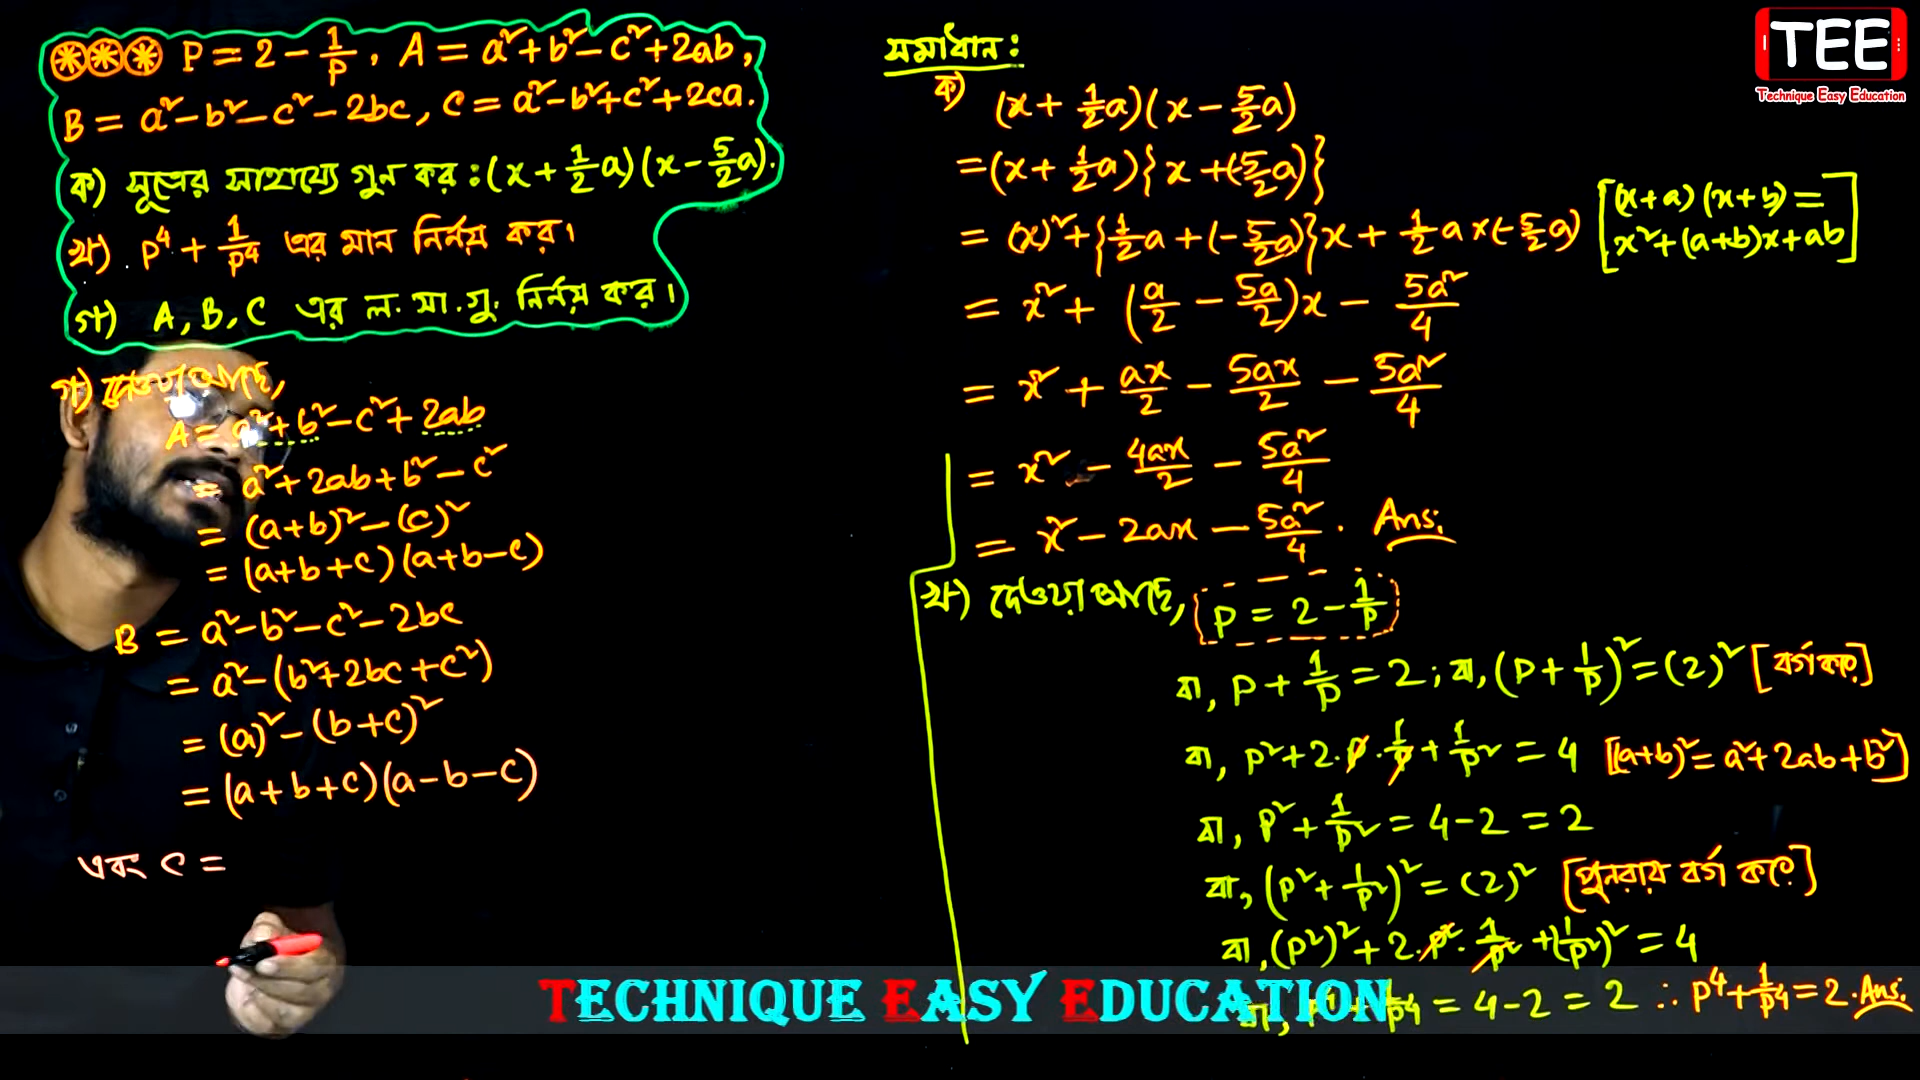 P = 2 - 1/P, A = a² + b² - c² + 2ab,
B = a² - b² - c² - 2bc, C = a² - b² + c² + 2ca.
ক) সূত্রের সাহায্যে গুন কর : (x + 1/2 a)(x - 5/2 a).
খ) P⁴ + 1/P⁴ এর মান নির্নয় কর।
গ) A, B, C এর ল. সা. গু. নির্নয় কর।
গ) দেওয়া আছে,
A = a² + b² - c² + 2ab
= a² + 2ab + b² - c²
= (a+b)² - (c)²
= (a+b+c)(a+b-c)
B = a² - b² - c² - 2bc
= a² - (b² + 2bc + c²)
= (a)² - (b+c)²
= (a+b+c)(a-b-c)
এবং C =
সমাধান :
ক) (x + 1/2 a)(x - 5/2 a)
= (x + 1/2 a){x + (-5/2 a)}
= (x)² + {1/2 a + (-5/2 a)}x + 1/2 a × (-5/2 a)
[(x+a)(x+b) =
x² + (a+b)x + ab]
= x² + (a/2 - 5a/2)x - 5a²/4
= x² + ax/2 - 5ax/2 - 5a²/4
= x² - 4ax/2 - 5a²/4
= x² - 2ax - 5a²/4 . Ans:
খ) দেওয়া আছে, P = 2 - 1/P
বা, P + 1/P = 2 ; বা, (P + 1/P)² = (2)² [বর্গ করে]
বা, P² + 2·P·1/P + 1/P² = 4 [(a+b)² = a² + 2ab + b²]
বা, P² + 1/P² = 4 - 2 = 2
বা, (P² + 1/P²)² = (2)² [পুনরায় বর্গ করে]
বা, (P²)² + 2·P²·1/P² + (1/P²)² = 4
= 4 - 2 = 2 ∴ P⁴ + 1/P⁴ = 2. Ans:
TEE
Technique Easy Education
TECHNIQUE EASY EDUCATION